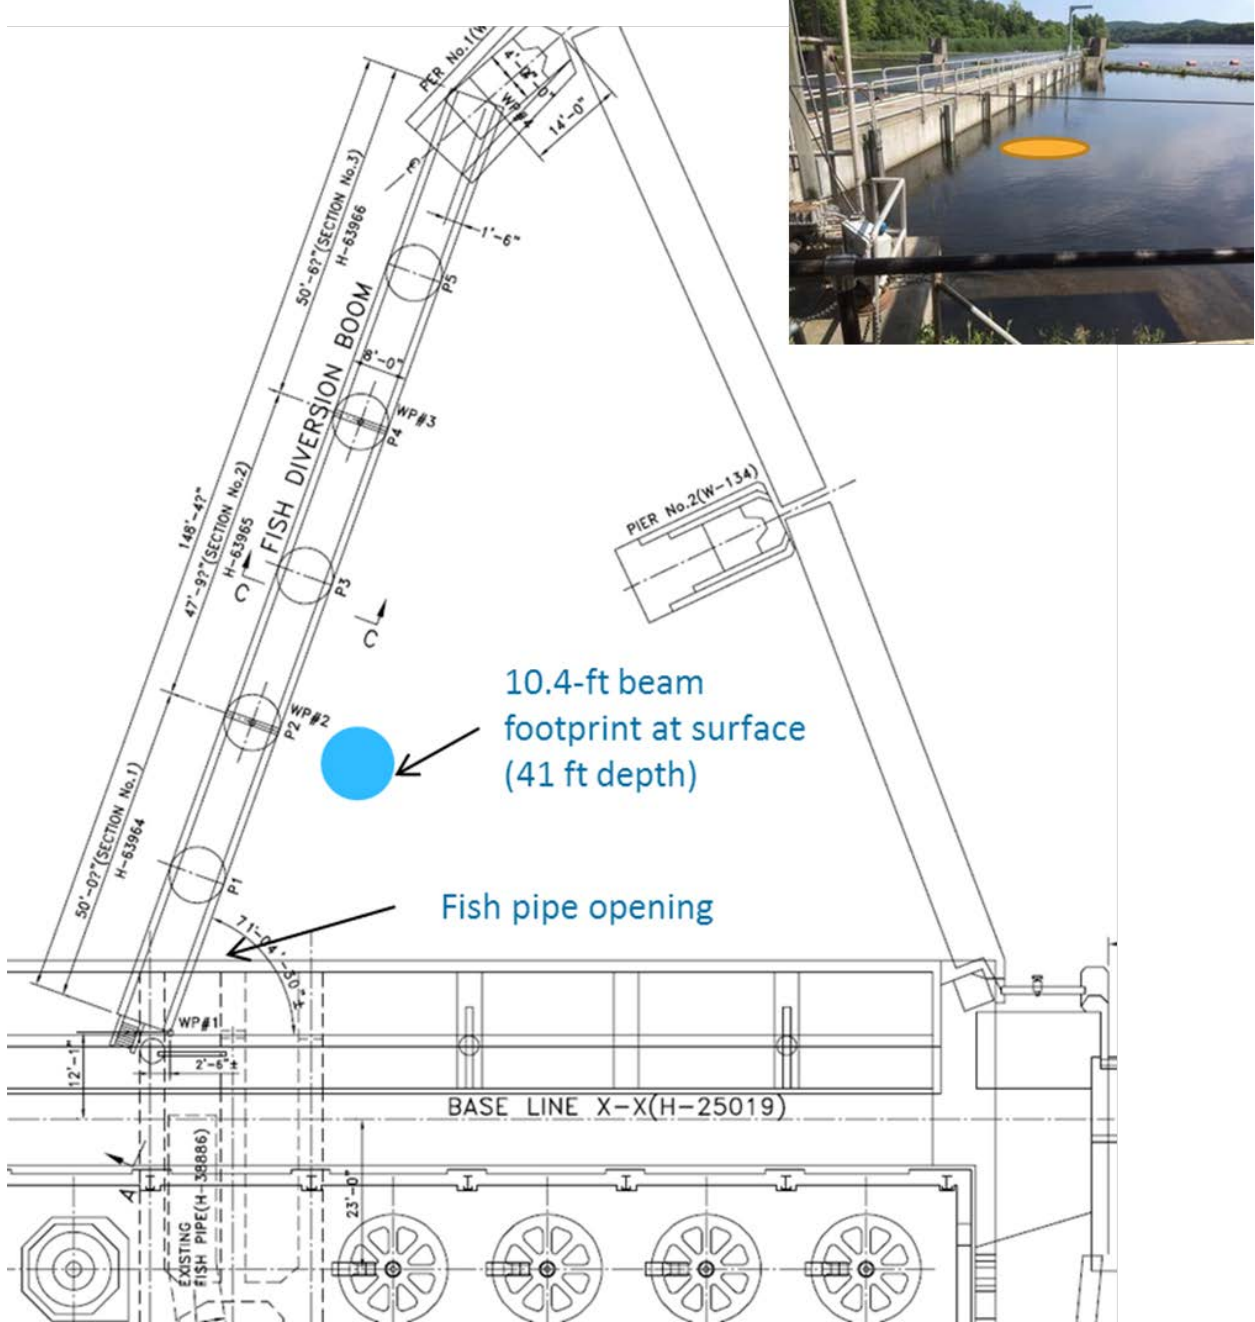 PIER No.1(W
4'-0"
WP#4
14'-0"
℄
1'-6"
50'-6?"(SECTION No.3)
H-63966
P5
FISH DIVERSION BOOM
8'-0"
WP#3
P4
148'-4?"
47'-9?"(SECTION No.2)
H-63965
PIER No.2(W-134)
C
P3
C
10.4-ft beam
footprint at surface
(41 ft depth)
WP#2
P2
50'-0?"(SECTION No.1)
H-63964
P1
Fish pipe opening
71°-04'-30"±
WP#1
12'-1"
2'-6"±
BASE LINE X-X(H-25019)
A
23'-0"
EXISTING
FISH PIPE(H-38886)